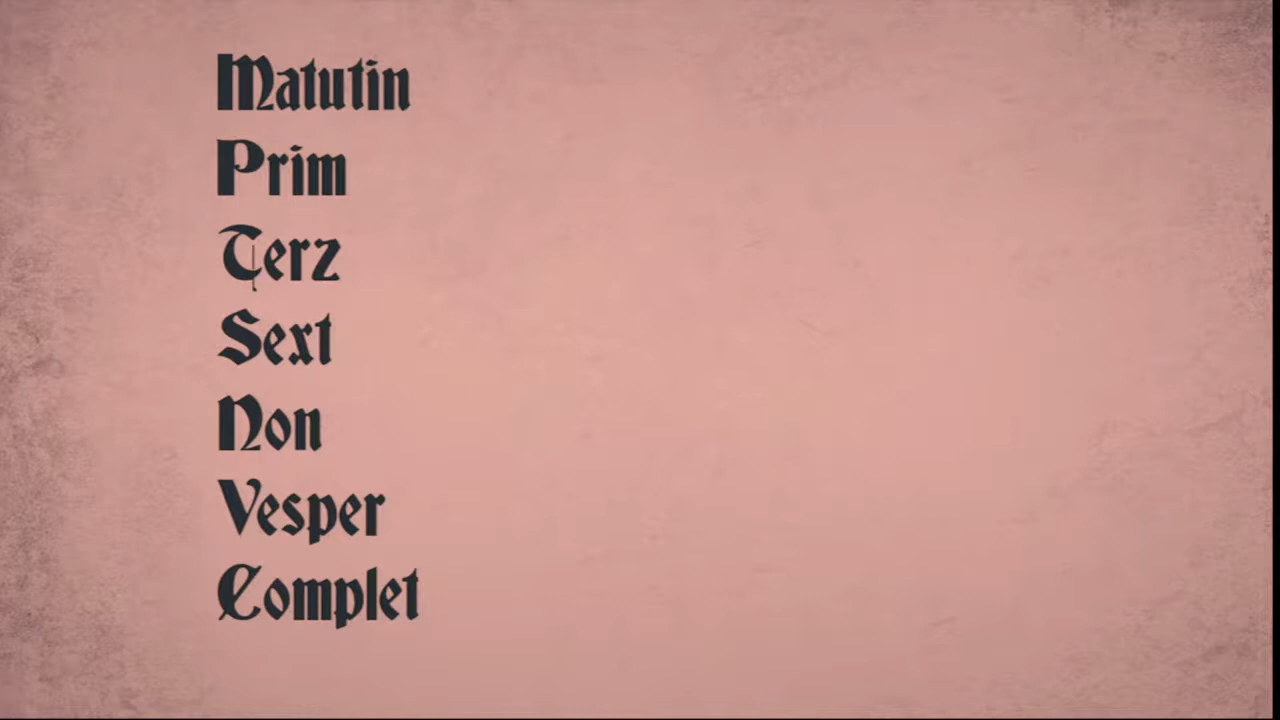 Matutin
Prim
Terz
Sext
Non
Vesper
Complet